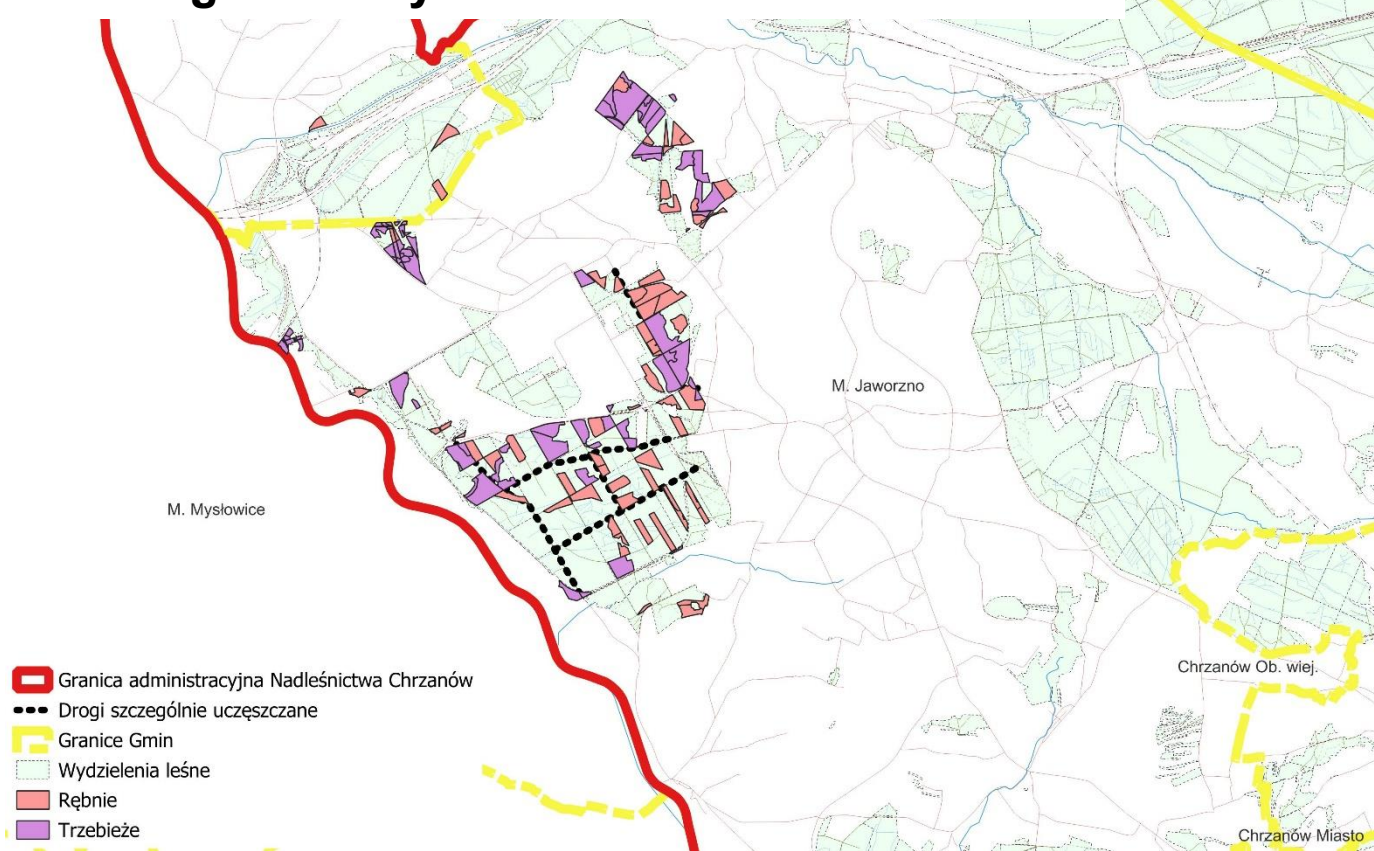 M. Jaworzno
M. Mysłowice
Chrzanów Ob. wiej.
Granica administracyjna Nadleśnictwa Chrzanów
Drogi szczególnie uczęszczane
Granice Gmin
Wydzielenia leśne
Rębnie
Trzebieże
Chrzanów Miasto